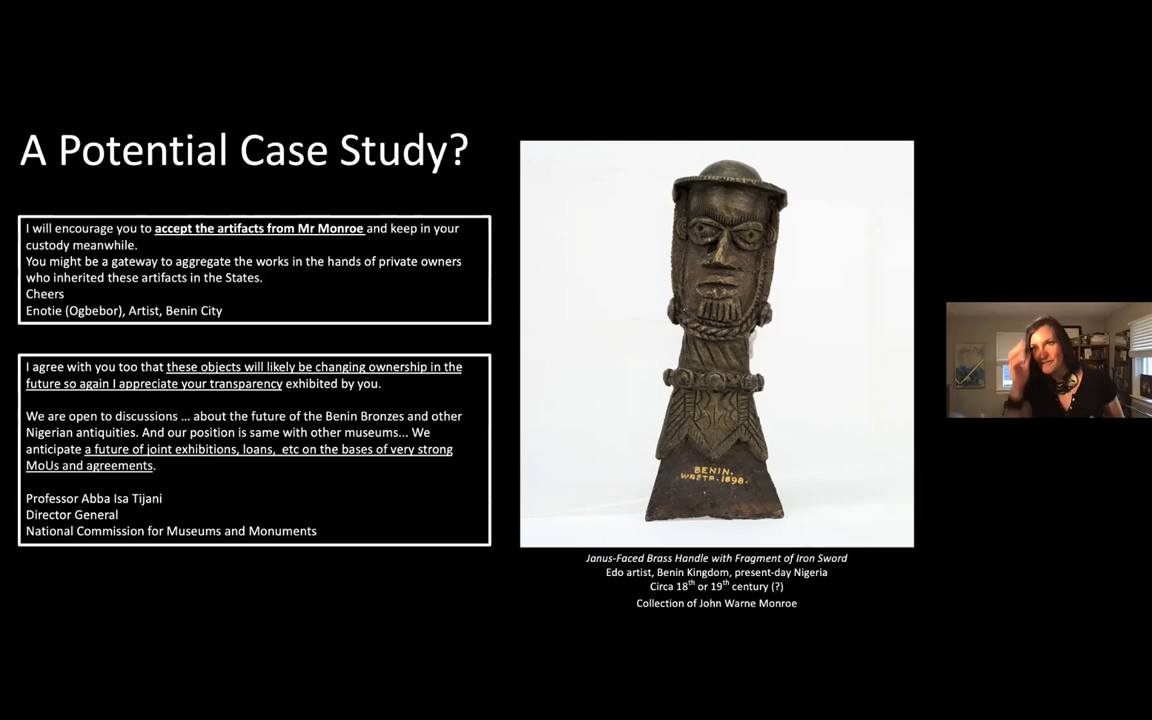 A Potential Case Study?
I will encourage you to accept the artifacts from Mr Monroe and keep in your
custody meanwhile.
You might be a gateway to aggregate the works in the hands of private owners
who inherited these artifacts in the States.
Cheers
Enotie (Ogbebor), Artist, Benin City
I agree with you too that these objects will likely be changing ownership in the
future so again I appreciate your transparency exhibited by you.
We are open to discussions ... about the future of the Benin Bronzes and other
Nigerian antiquities. And our position is same with other museums... We
anticipate a future of joint exhibitions, loans, etc on the bases of very strong
MoUs and agreements.
Professor Abba Isa Tijani
Director General
National Commission for Museums and Monuments
BENIN.
WASTR. 1898.
Janus-Faced Brass Handle with Fragment of Iron Sword
Edo artist, Benin Kingdom, present-day Nigeria
Circa 18th or 19th century (?)
Collection of John Warne Monroe